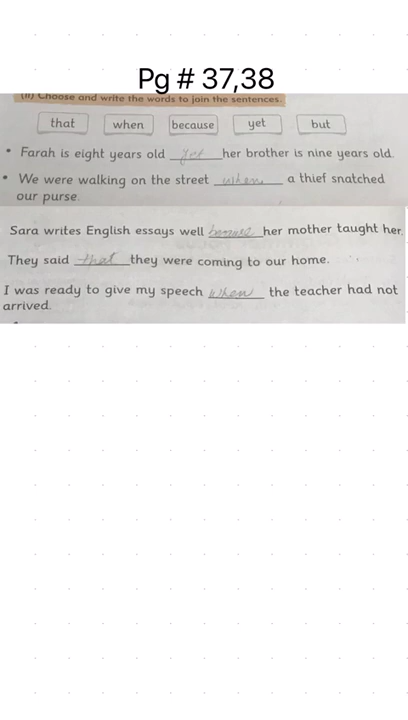 Pg # 37,38
(ii) Choose and write the words to join the sentences.
that when because yet but
• Farah is eight years old yet her brother is nine years old.
• We were walking on the street when a thief snatched
our purse.
Sara writes English essays well because her mother taught her.
They said that they were coming to our home.
I was ready to give my speech when the teacher had not
arrived.